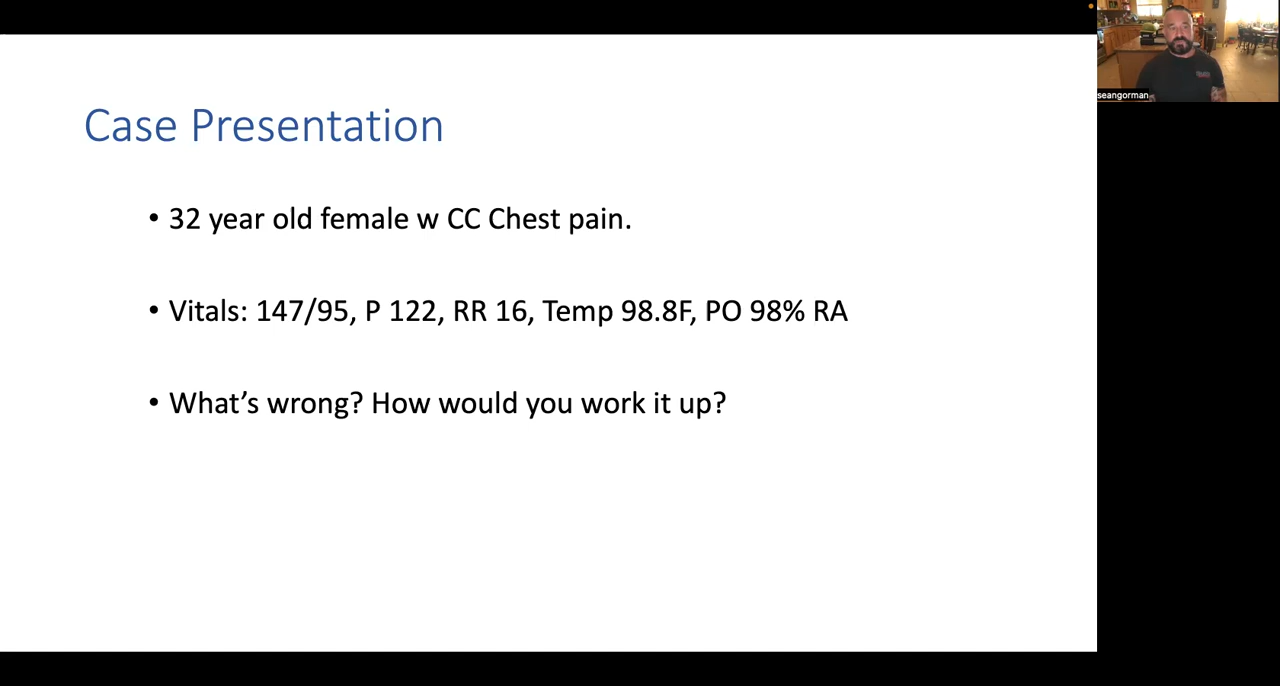 Case Presentation
• 32 year old female w CC Chest pain.
• Vitals: 147/95, P 122, RR 16, Temp 98.8F, PO 98% RA
• What’s wrong? How would you work it up?
seangorman